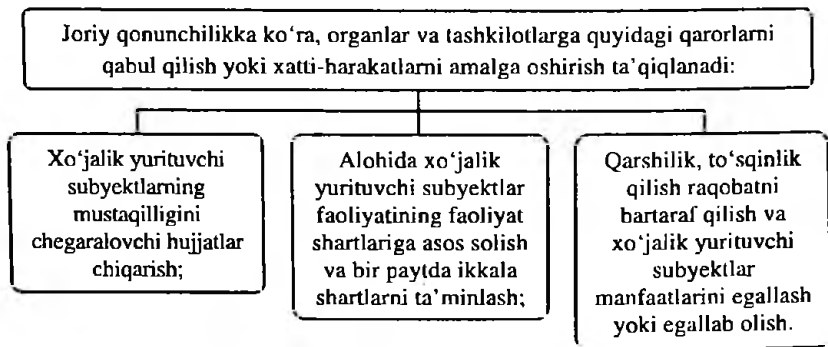 Joriy qonunchilikka ko‘ra, organlar va tashkilotlarga quyidagi qarorlarni
qabul qilish yoki xatti-harakatlarni amalga oshirish ta’qiqlanadi:
Xo‘jalik yurituvchi
subyektlarning
mustaqilligini
chegaralovchi hujjatlar
chiqarish;
Alohida xo‘jalik
yurituvchi subyektlar
faoliyatining faoliyat
shartlariga asos solish
va bir paytda ikkala
shartlarni ta’minlash;
Qarshilik, to‘sqinlik
qilish raqobatni
bartaraf qilish va
xo‘jalik yurituvchi
subyektlar
manfaatlarini egallash
yoki egallab olish.